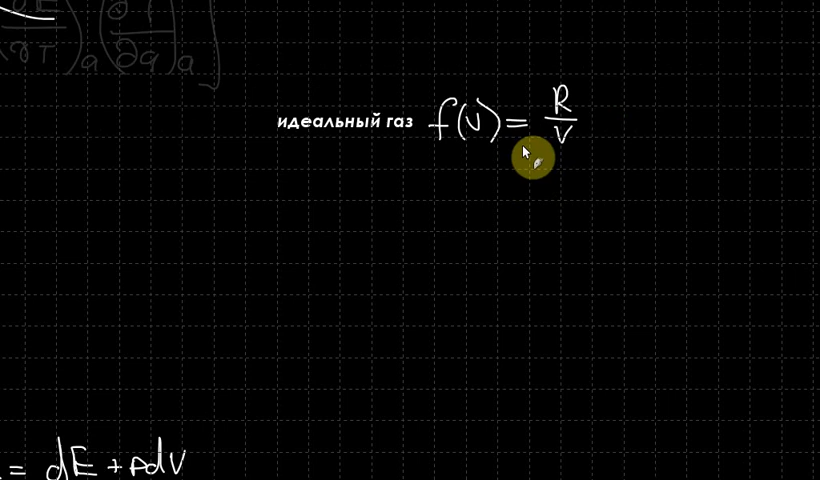 идеальный газ f(V) = R/V
= dE + pdV